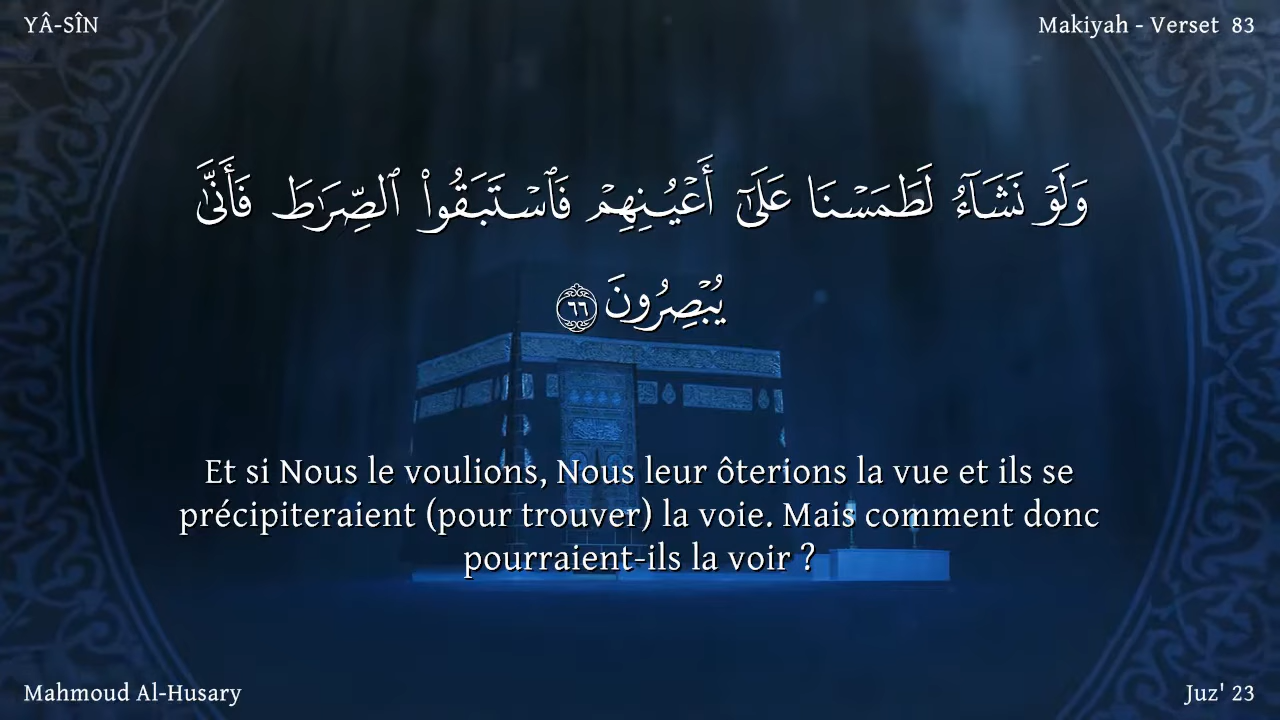 YÂ-SÎN
Makiyah - Verset 83
وَلَوْ نَشَآءُ لَطَمَسْنَا عَلَىٰٓ أَعْيُنِهِمْ فَٱسْتَبَقُوا۟ ٱلصِّرَٰطَ فَأَنَّىٰ
يُبْصِرُونَ ٦٦
Et si Nous le voulions, Nous leur ôterions la vue et ils se
précipiteraient (pour trouver) la voie. Mais comment donc
pourraient-ils la voir ?
Mahmoud Al-Husary
Juz' 23